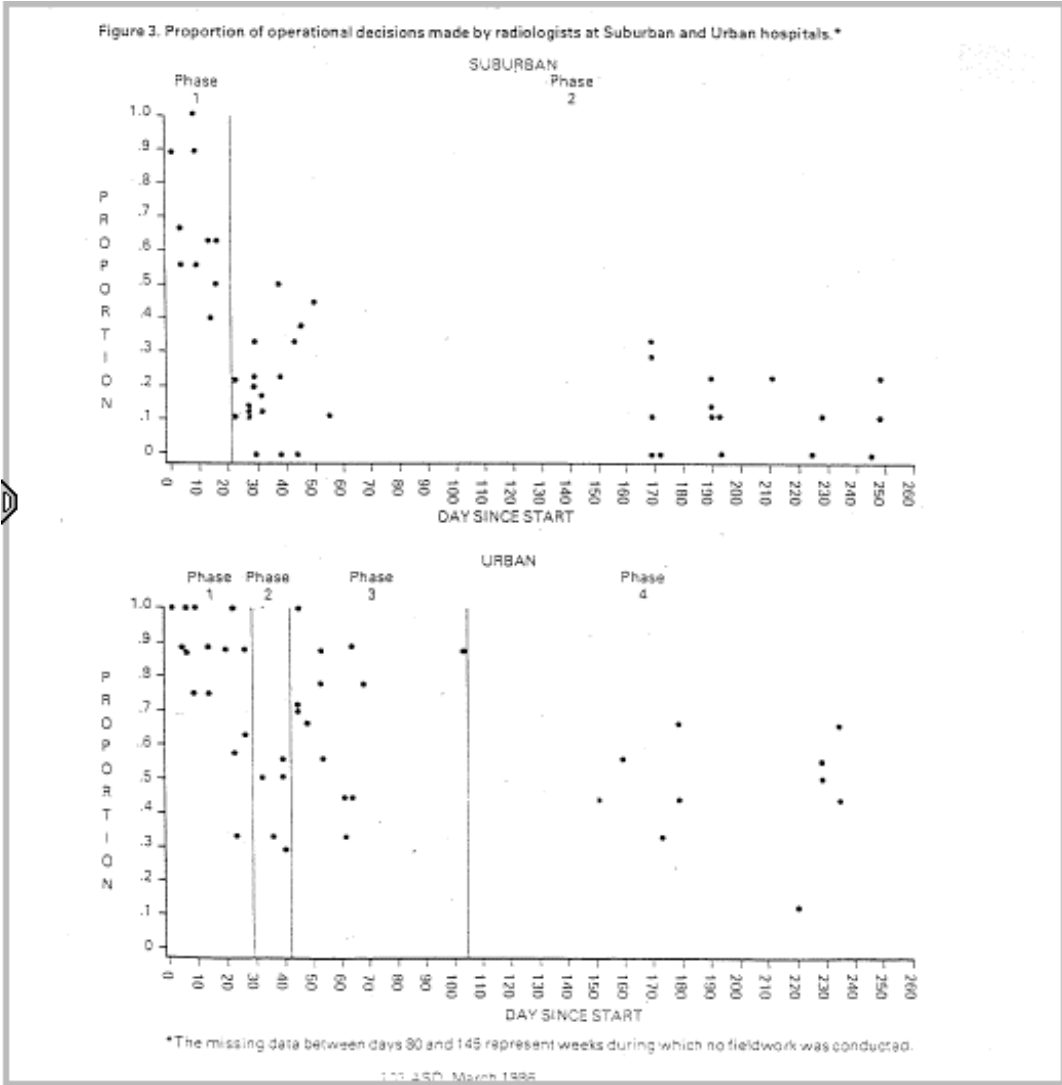 Figure 3. Proportion of operational decisions made by radiologists at Suburban and Urban hospitals.*
SUBURBAN
Phase 1
Phase 2
PROPORTION
1.0
.9
.8
.7
.6
.5
.4
.3
.2
.1
0
0 10 20 30 40 50 60 70 80 90 100 110 120 130 140 150 160 170 180 190 200 210 220 230 240 250 260
DAY SINCE START
URBAN
Phase 1
Phase 2
Phase 3
Phase 4
PROPORTION
1.0
.9
.8
.7
.6
.5
.4
.3
.2
.1
0
0 10 20 30 40 50 60 70 80 90 100 110 120 130 140 150 160 170 180 190 200 210 220 230 240 250 260
DAY SINCE START
*The missing data between days 80 and 145 represent weeks during which no fieldwork was conducted.
ASQ, March 1986